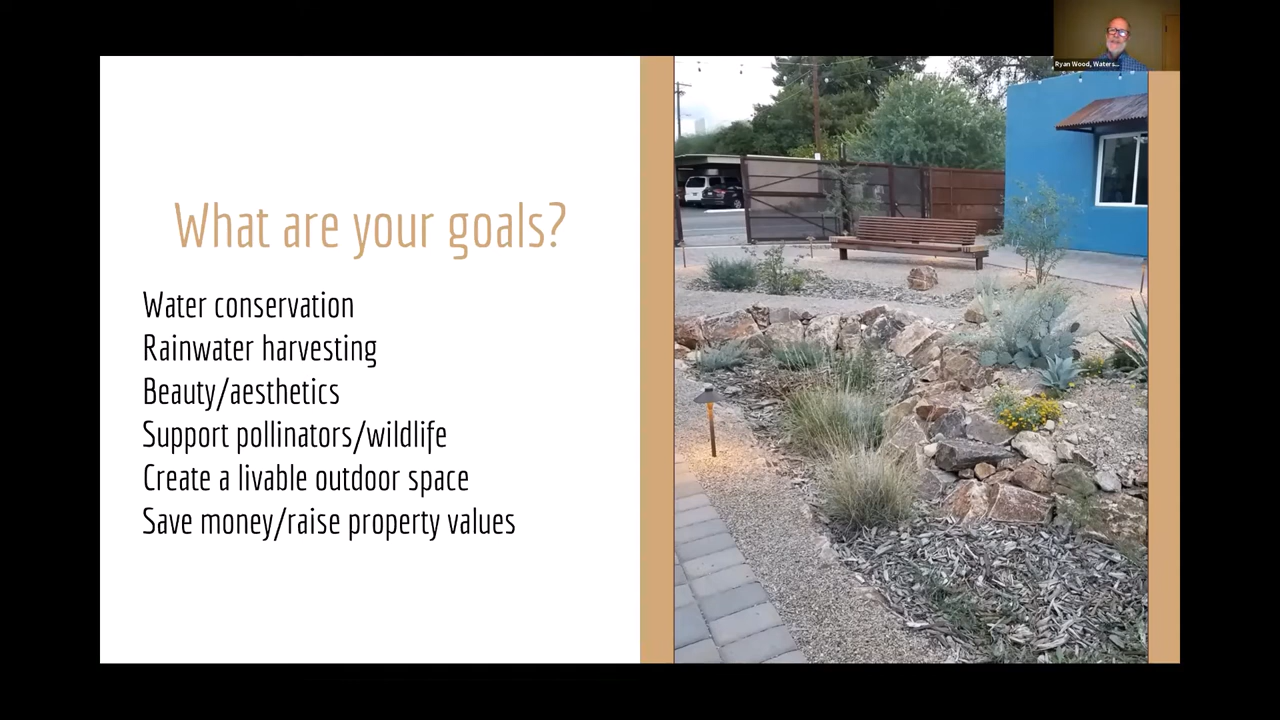 Ryan Wood, Waters...
What are your goals?
Water conservation
Rainwater harvesting
Beauty/aesthetics
Support pollinators/wildlife
Create a livable outdoor space
Save money/raise property values